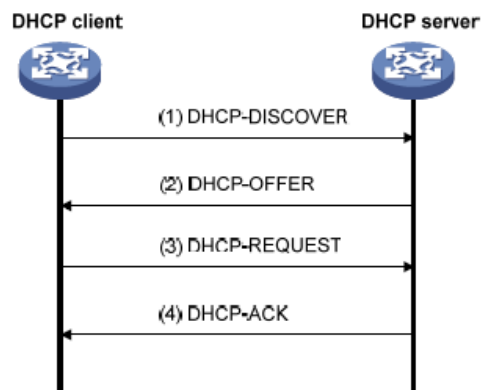 DHCP client
DHCP server
(1) DHCP-DISCOVER
(2) DHCP-OFFER
(3) DHCP-REQUEST
(4) DHCP-ACK